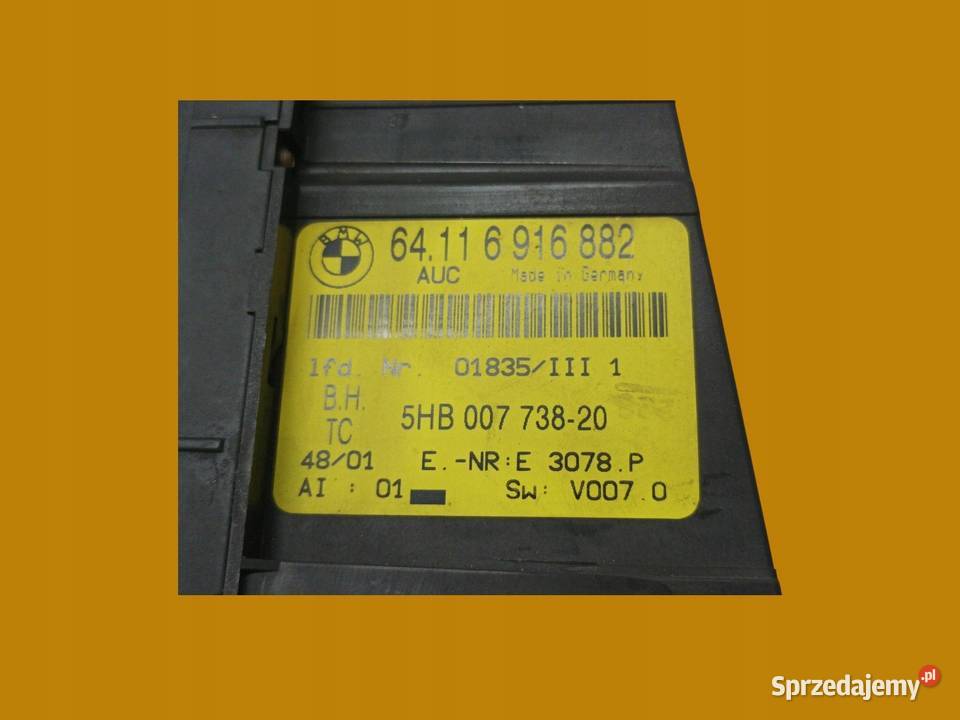 BMW
64.11 6 916 882
AUC Made in Germany
lfd. Nr. 01835/III 1
B.H.
TC
5HB 007 738-20
48/01 E.-NR:E 3078.P
AI : 01 Sw: V007.0
Sprzedajemy.pl